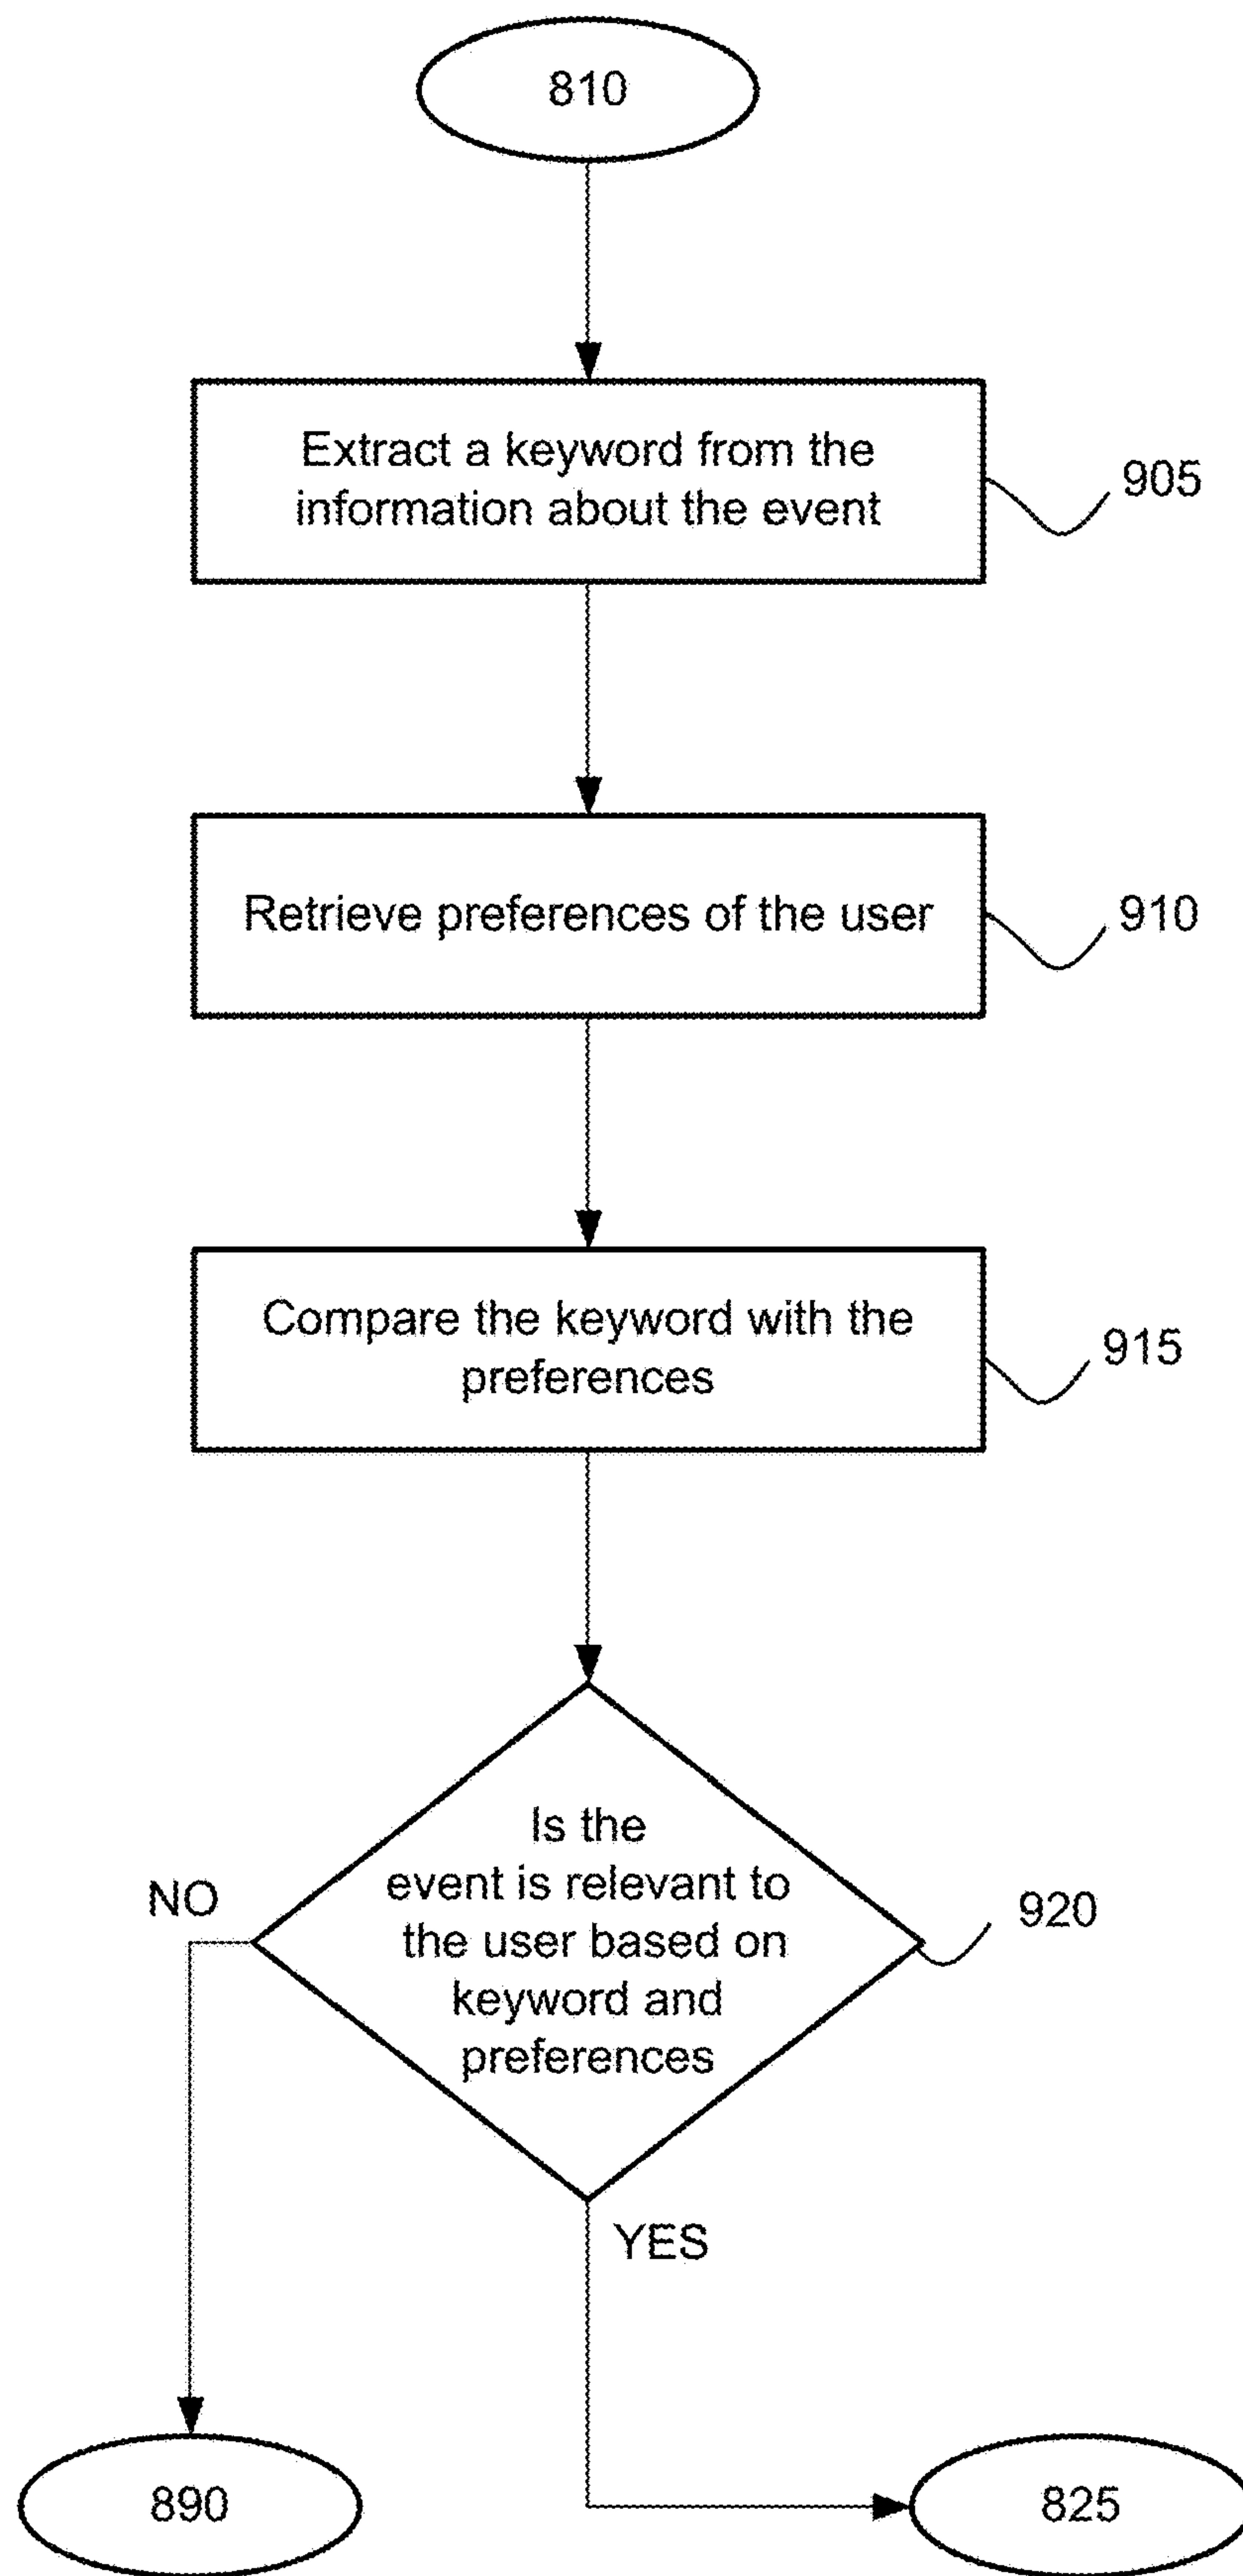 810
Extract a keyword from the
information about the event
905
Retrieve preferences of the user
910
Compare the keyword with the
preferences
915
Is the
event is relevant to
the user based on
keyword and
preferences
920
NO
YES
890
825